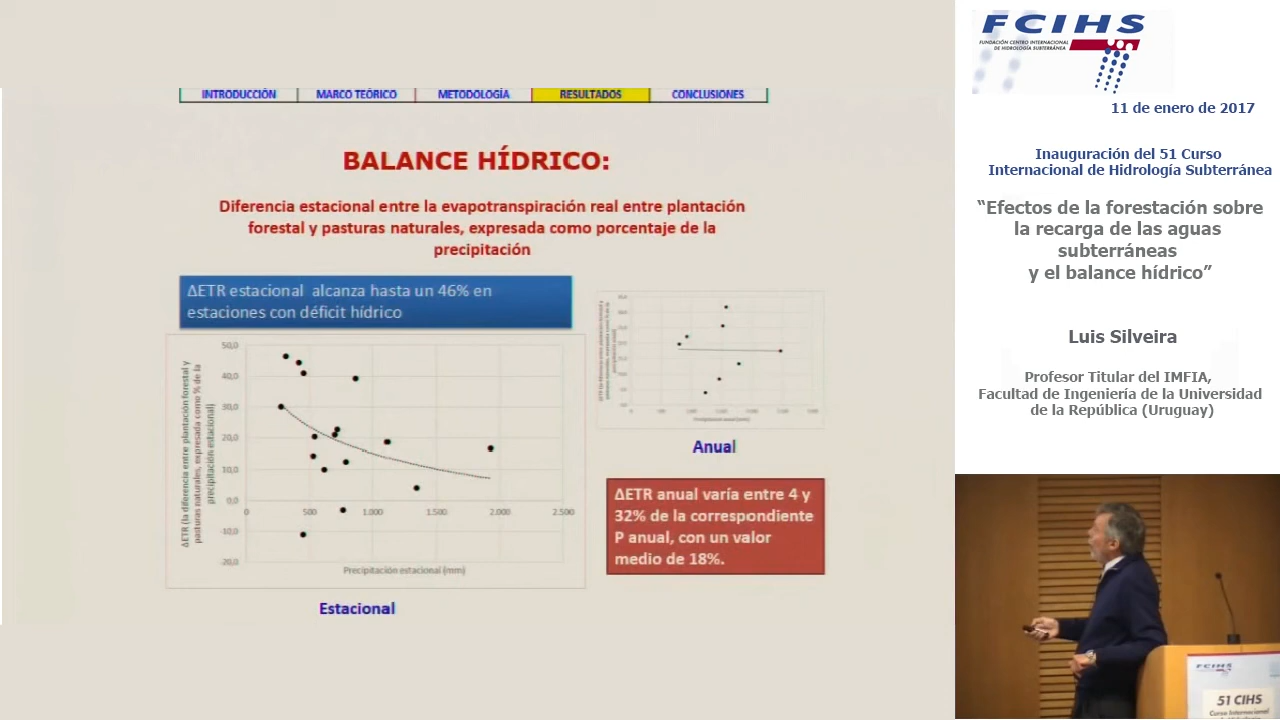 INTRODUCCIÓN MARCO TEÓRICO METODOLOGÍA RESULTADOS CONCLUSIONES
BALANCE HÍDRICO:
Diferencia estacional entre la evapotranspiración real entre plantación
forestal y pasturas naturales, expresada como porcentaje de la
precipitación
ΔETR estacional alcanza hasta un 46% en
estaciones con déficit hídrico
ΔETR (la diferencia entre plantación forestal y
pasturas naturales, expresada como % de la
precipitación estacional)
50,0
40,0
30,0
20,0
10,0
0,0
-10,0
-20,0
0 500 1.000 1.500 2.000 2.500
Precipitación estacional (mm)
Estacional
Precipitación anual (mm)
Anual
ΔETR anual varía entre 4 y
32% de la correspondiente
P anual, con un valor
medio de 18%.
FCIHS
FUNDACIÓN CENTRO INTERNACIONAL
DE HIDROLOGÍA SUBTERRÁNEA
11 de enero de 2017
Inauguración del 51 Curso
Internacional de Hidrología Subterránea
“Efectos de la forestación sobre
la recarga de las aguas
subterráneas
y el balance hídrico”
Luis Silveira
Profesor Titular del IMFIA,
Facultad de Ingeniería de la Universidad
de la República (Uruguay)
FCIHS
51 CIHS
Curso Internacional